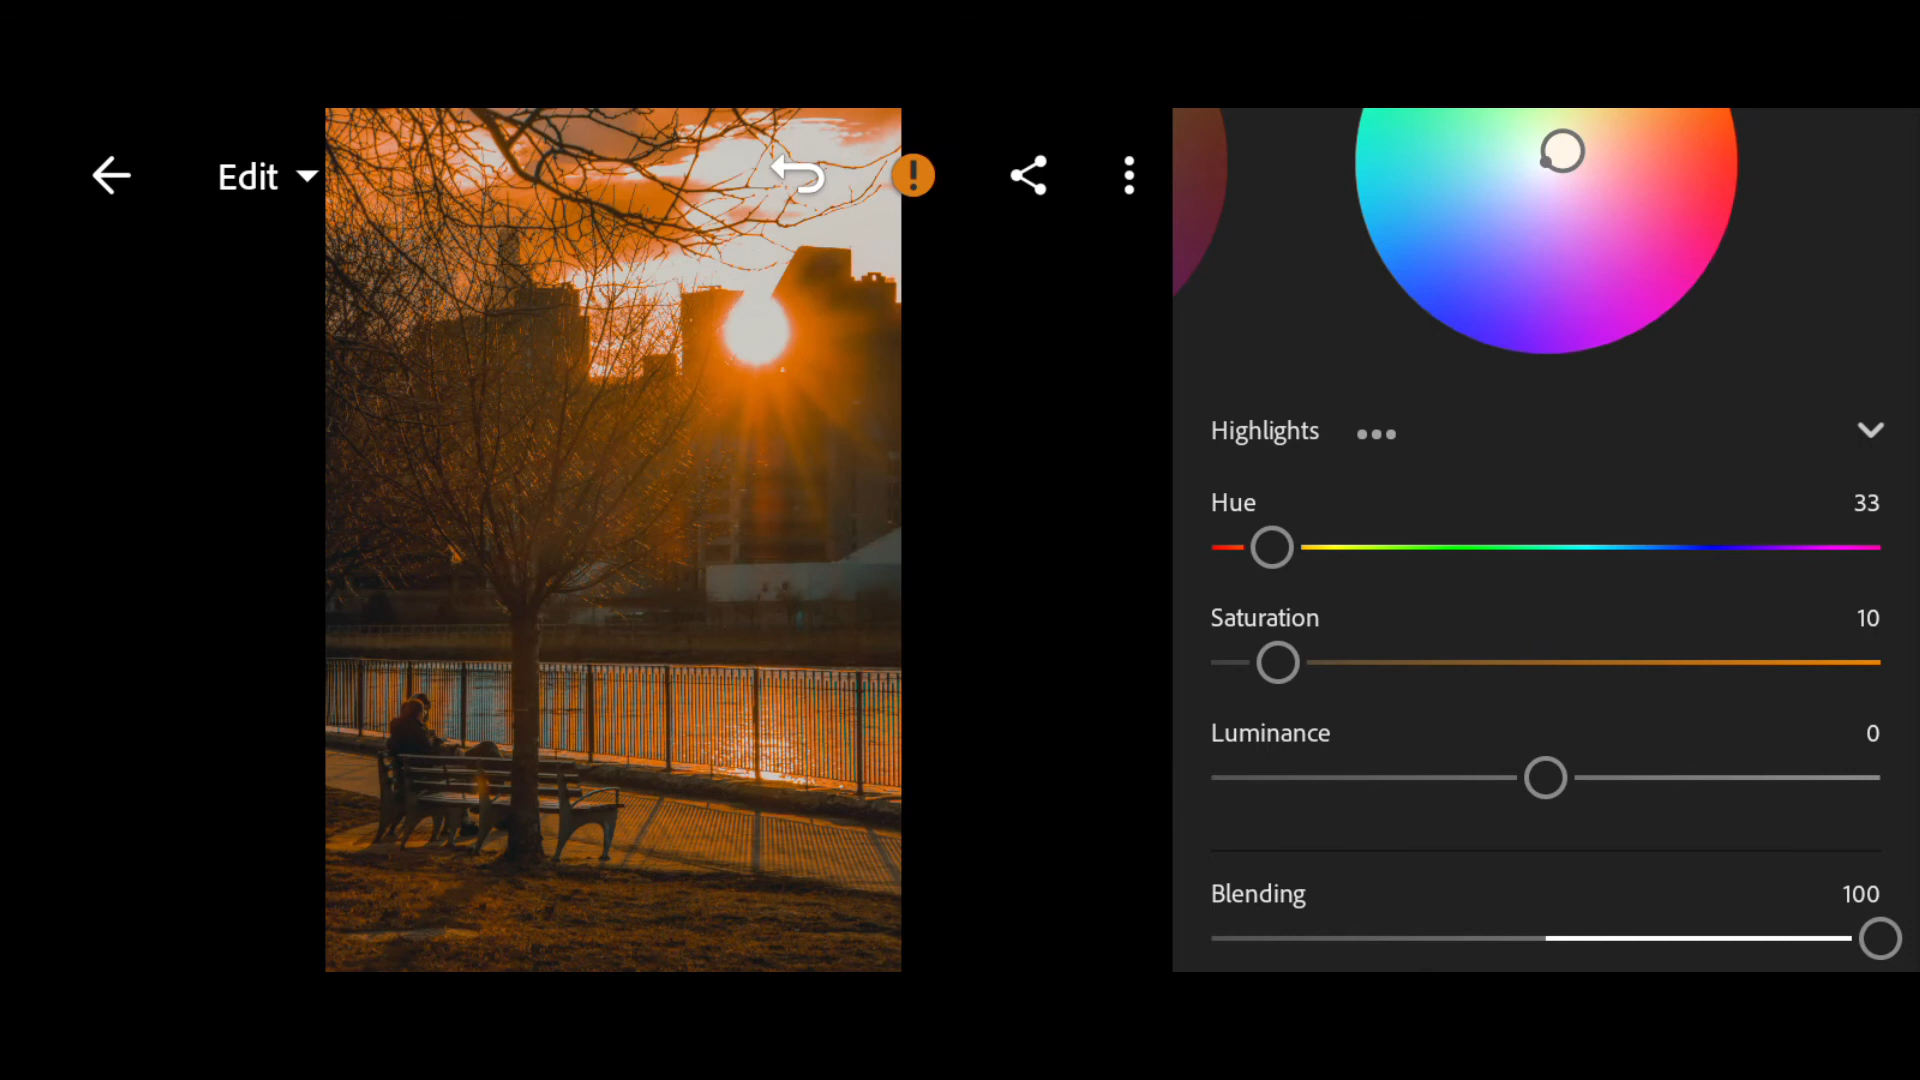 Edit
Highlights
Hue 33
Saturation 10
Luminance 0
Blending 100